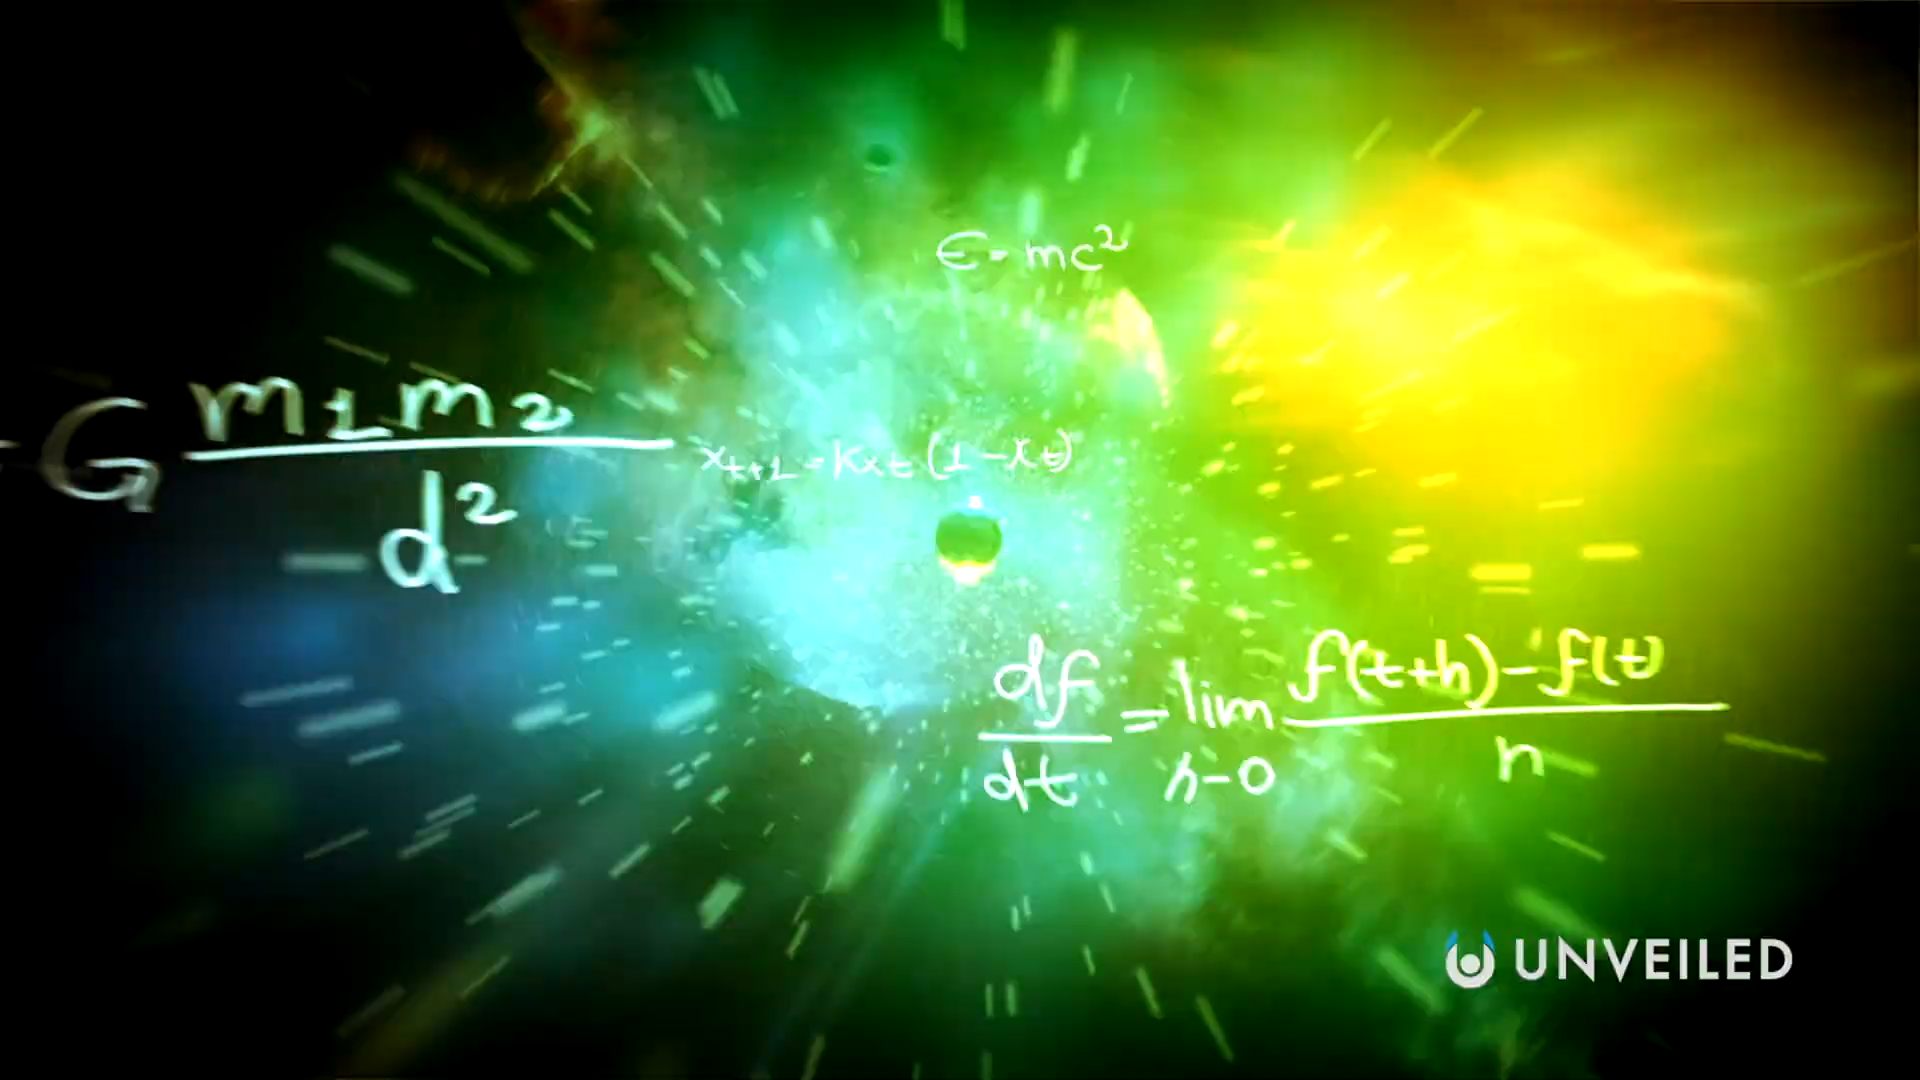 E=mc²
=G m₁m₂/d²
xₜ₊₁=kxₜ(1-xₜ)
df/dt = lim h-0 f(t+h)-f(t)/h
UNVEILED